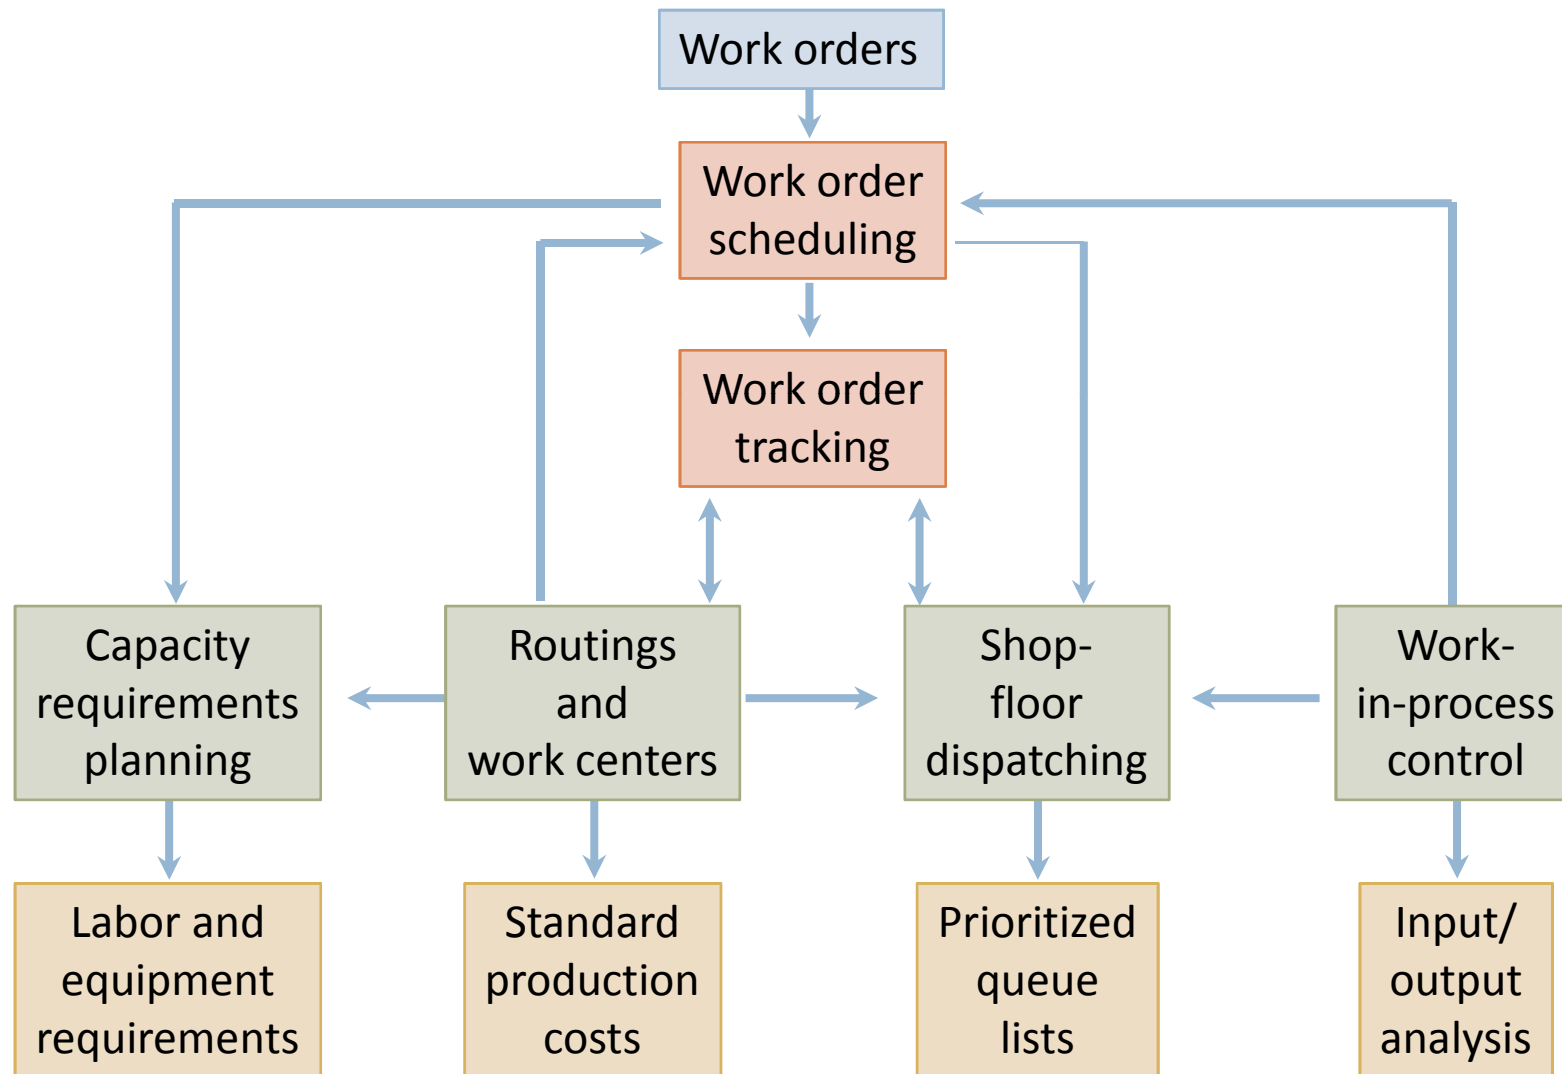 Work orders
Work order
scheduling
Work order
tracking
Capacity
requirements
planning
Routings
and
work centers
Shop-
floor
dispatching
Work-
in-process
control
Labor and
equipment
requirements
Standard
production
costs
Prioritized
queue
lists
Input/
output
analysis